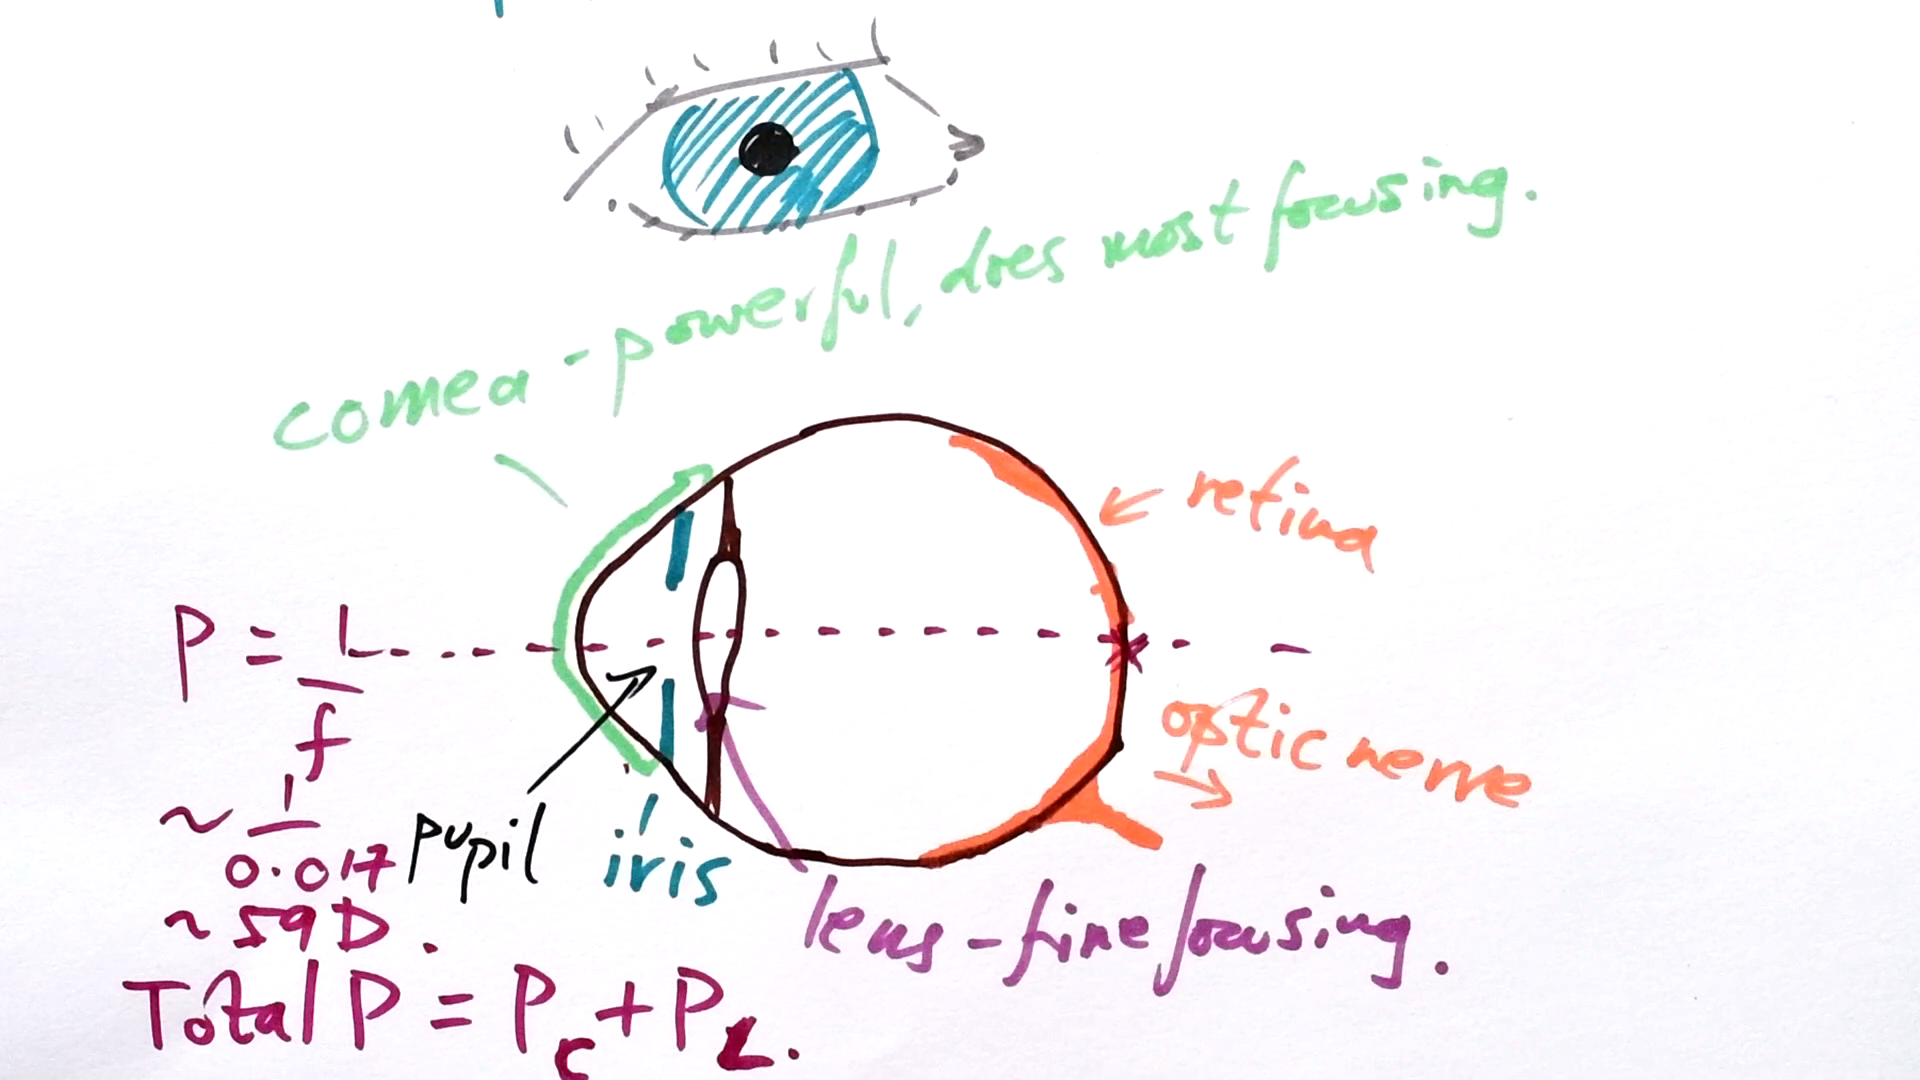 cornea - powerful, does most focusing.
retina
P = 1
f
~ 1
0.017
~ 59 D.
pupil
iris
optic nerve
lens - fine focusing.
Total P = Pc + PL.